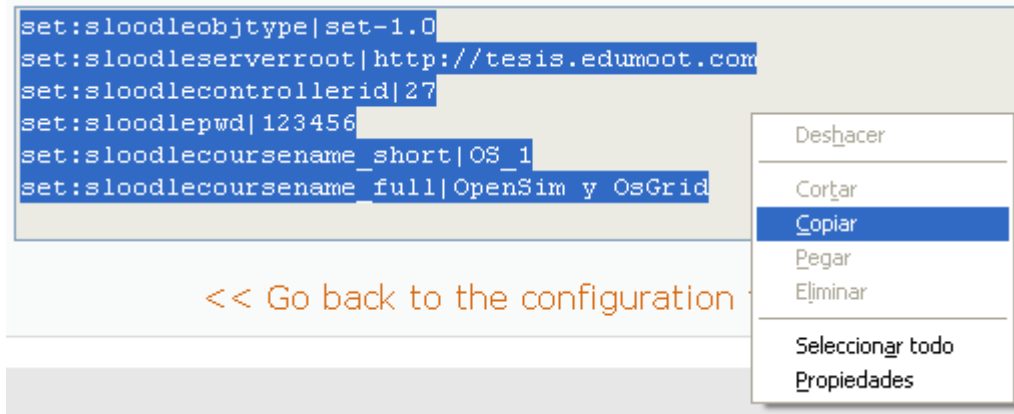 set:sloodleobjtype|set-1.0
set:sloodleserverroot|http://tesis.edumoot.com
set:sloodlecontrollerid|27
set:sloodlepwd|123456
set:sloodlecoursename_short|OS_1
set:sloodlecoursename_full|OpenSim y OsGrid
<< Go back to the configuration
Deshacer
Cortar
Copiar
Pegar
Eliminar
Seleccionar todo
Propiedades